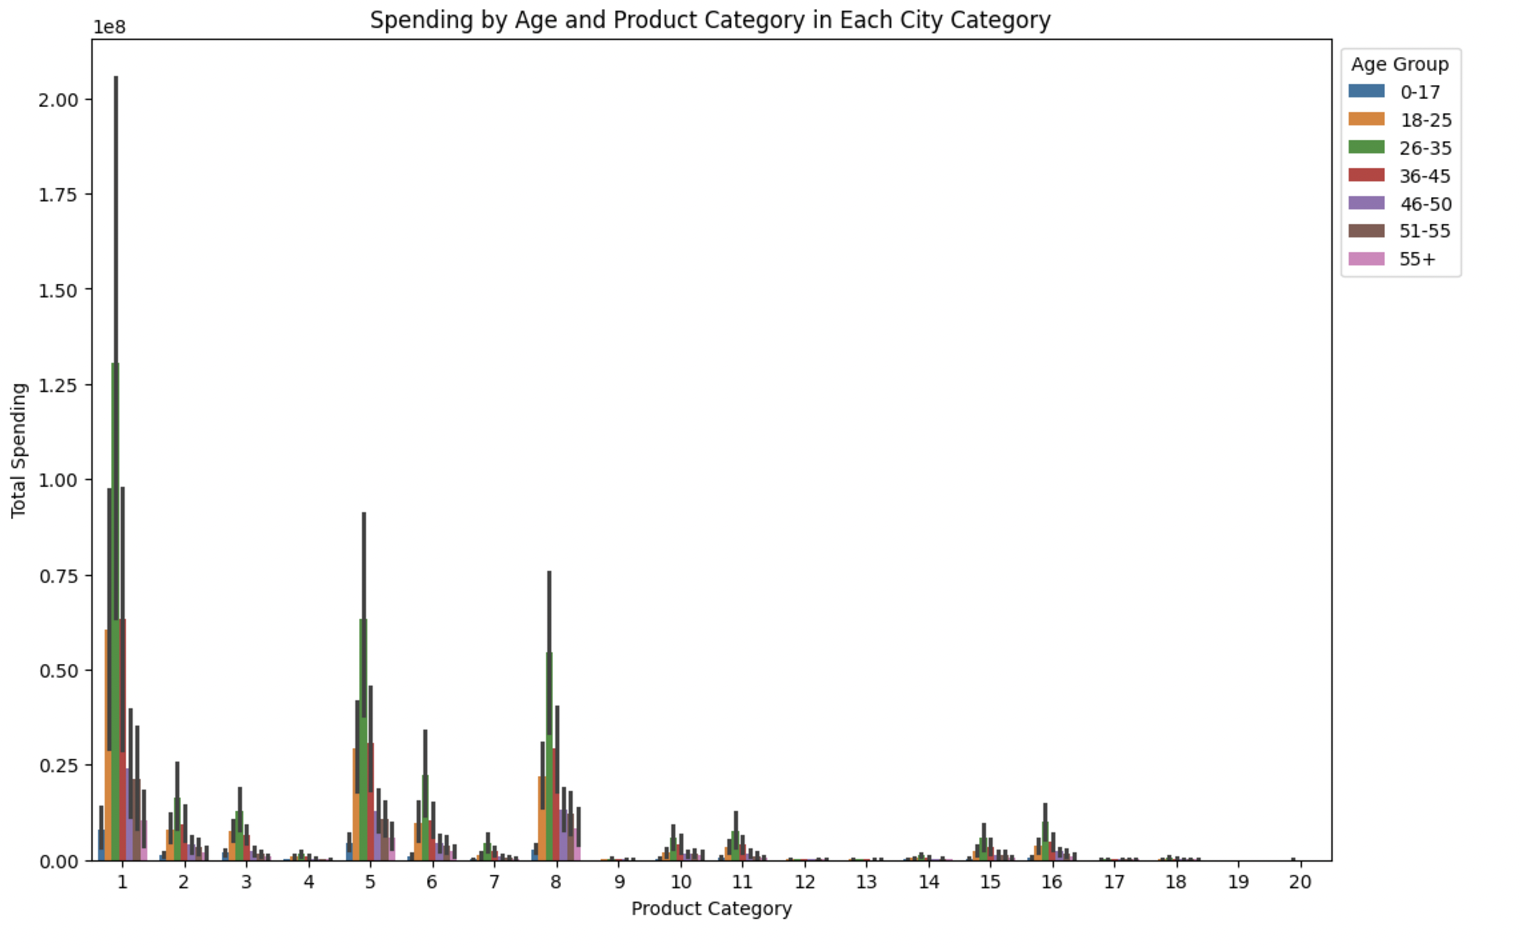 Spending by Age and Product Category in Each City Category
1e8
2.00
1.75
1.50
1.25
1.00
0.75
0.50
0.25
0.00
Total Spending
1 2 3 4 5 6 7 8 9 10 11 12 13 14 15 16 17 18 19 20
Product Category
Age Group
0-17
18-25
26-35
36-45
46-50
51-55
55+